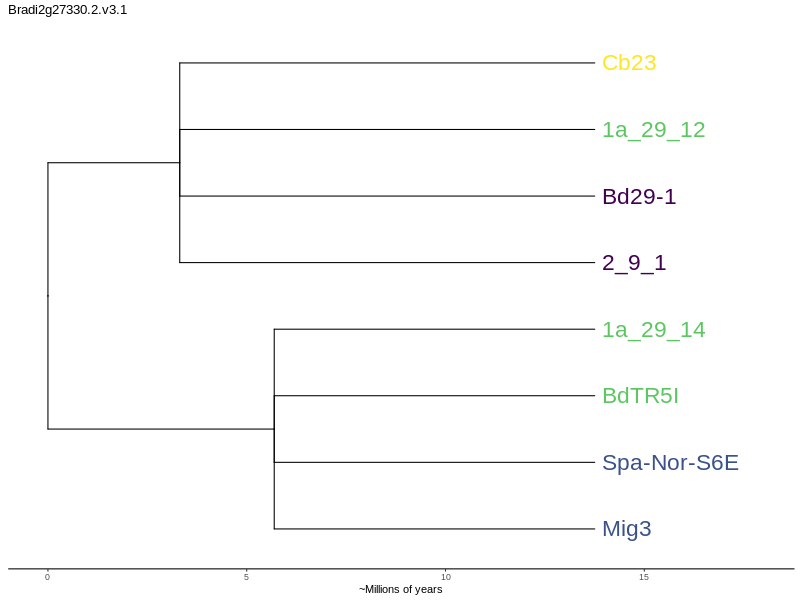 Bradi2g27330.2.v3.1
Cb23
1a_29_12
Bd29-1
2_9_1
1a_29_14
BdTR5I
Spa-Nor-S6E
Mig3
0 5 10 15
~Millions of years